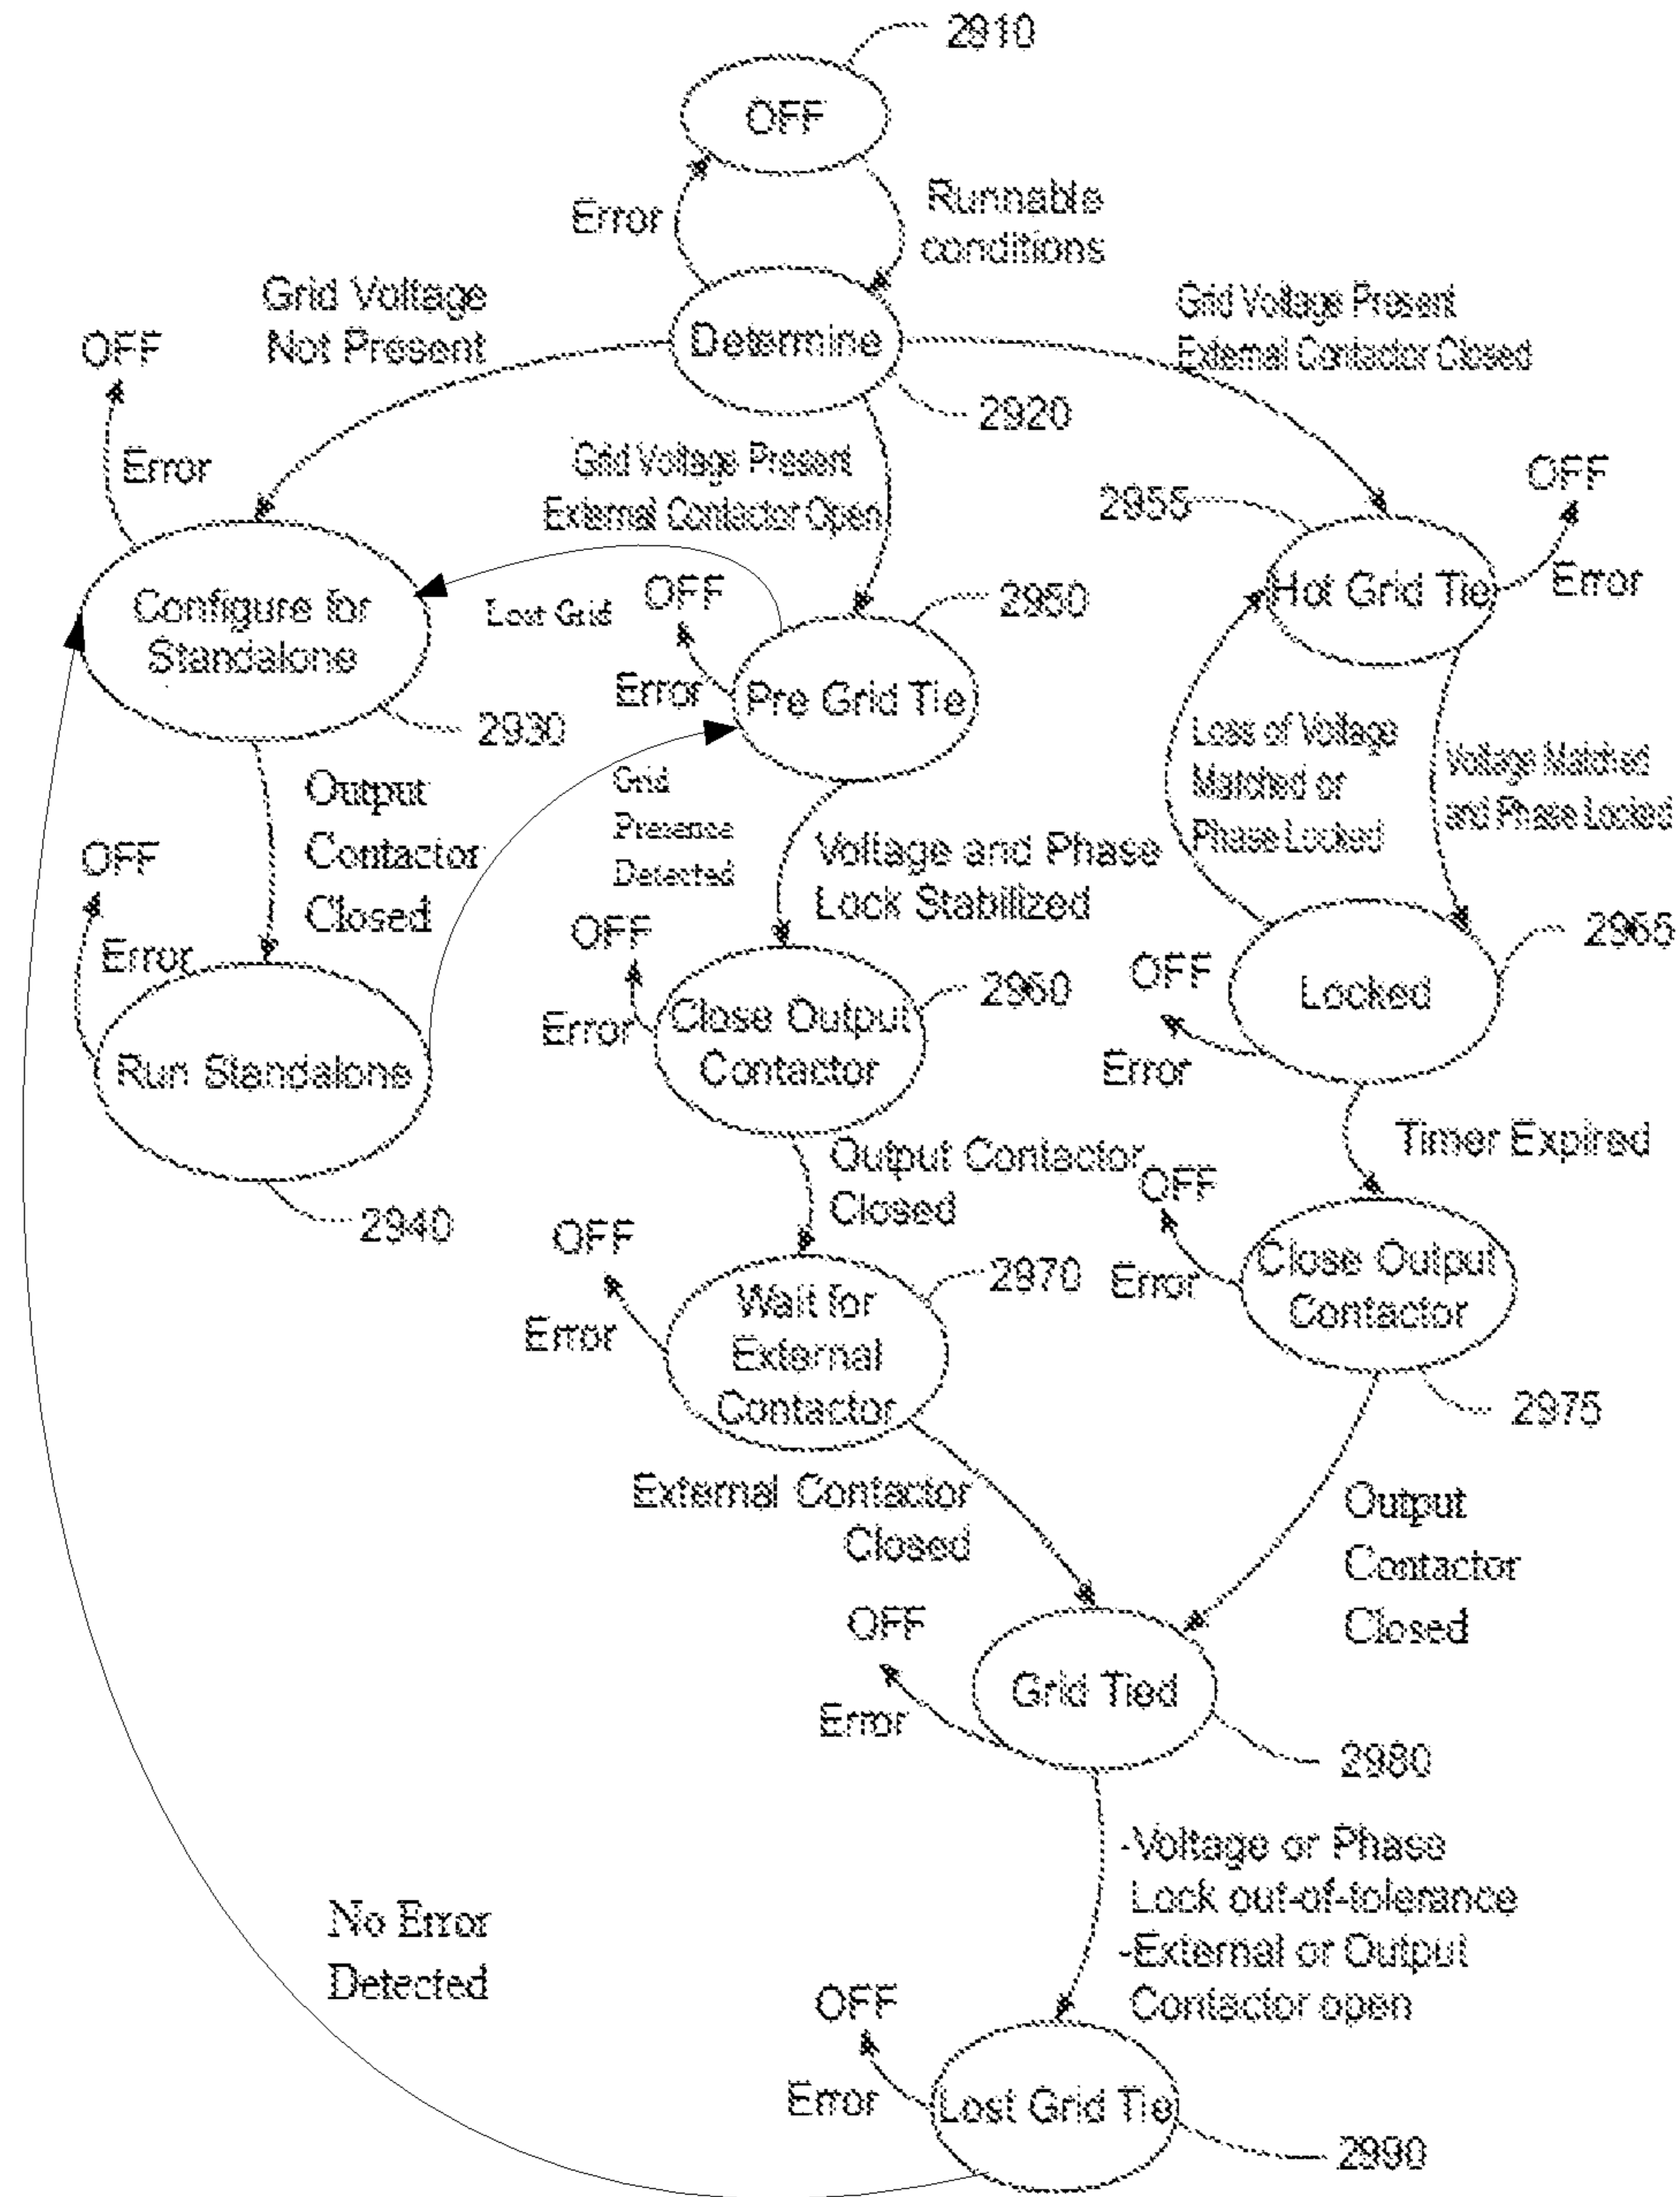 2910
OFF
Error
Runnable
conditions
Grid Voltage
Not Present
Determine
2920
Grid Voltage Present
External Contactor Closed
OFF
Error
Grid Voltage Present
External Contactor Open
2955
OFF
Error
Hot Grid Tie
Configure for
Standalone
2930
Lost Grid
OFF
Error
2950
Pre Grid Tie
Loss of Voltage
Matched or
Phase Locked
Voltage Matched
and Phase Locked
Output
Contactor
Closed
Grid
Presence
Detected
Voltage and Phase
Lock Stabilized
OFF
Error
Run Standalone
2940
OFF
Error
Close Output
Contactor
2960
OFF
Error
Locked
2965
Output Contactor
Closed
Timer Expired
OFF
Error
Wait for
External
Contactor
2970
OFF
Error
Close Output
Contactor
2975
External Contactor
Closed
Output
Contactor
Closed
OFF
Error
Grid Tied
2980
-Voltage or Phase
Lock out-of-tolerance
-External or Output
Contactor open
No Error
Detected
OFF
Error
Lost Grid Tie
2990